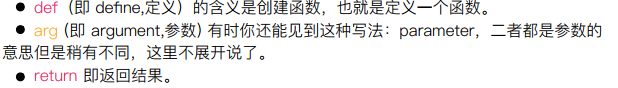 ● def（即 define,定义）的含义是创建函数，也就是定义一个函数。
● arg (即 argument,参数) 有时你还能见到这种写法：parameter，二者都是参数的
意思但是稍有不同，这里不展开说了。
● return 即返回结果。